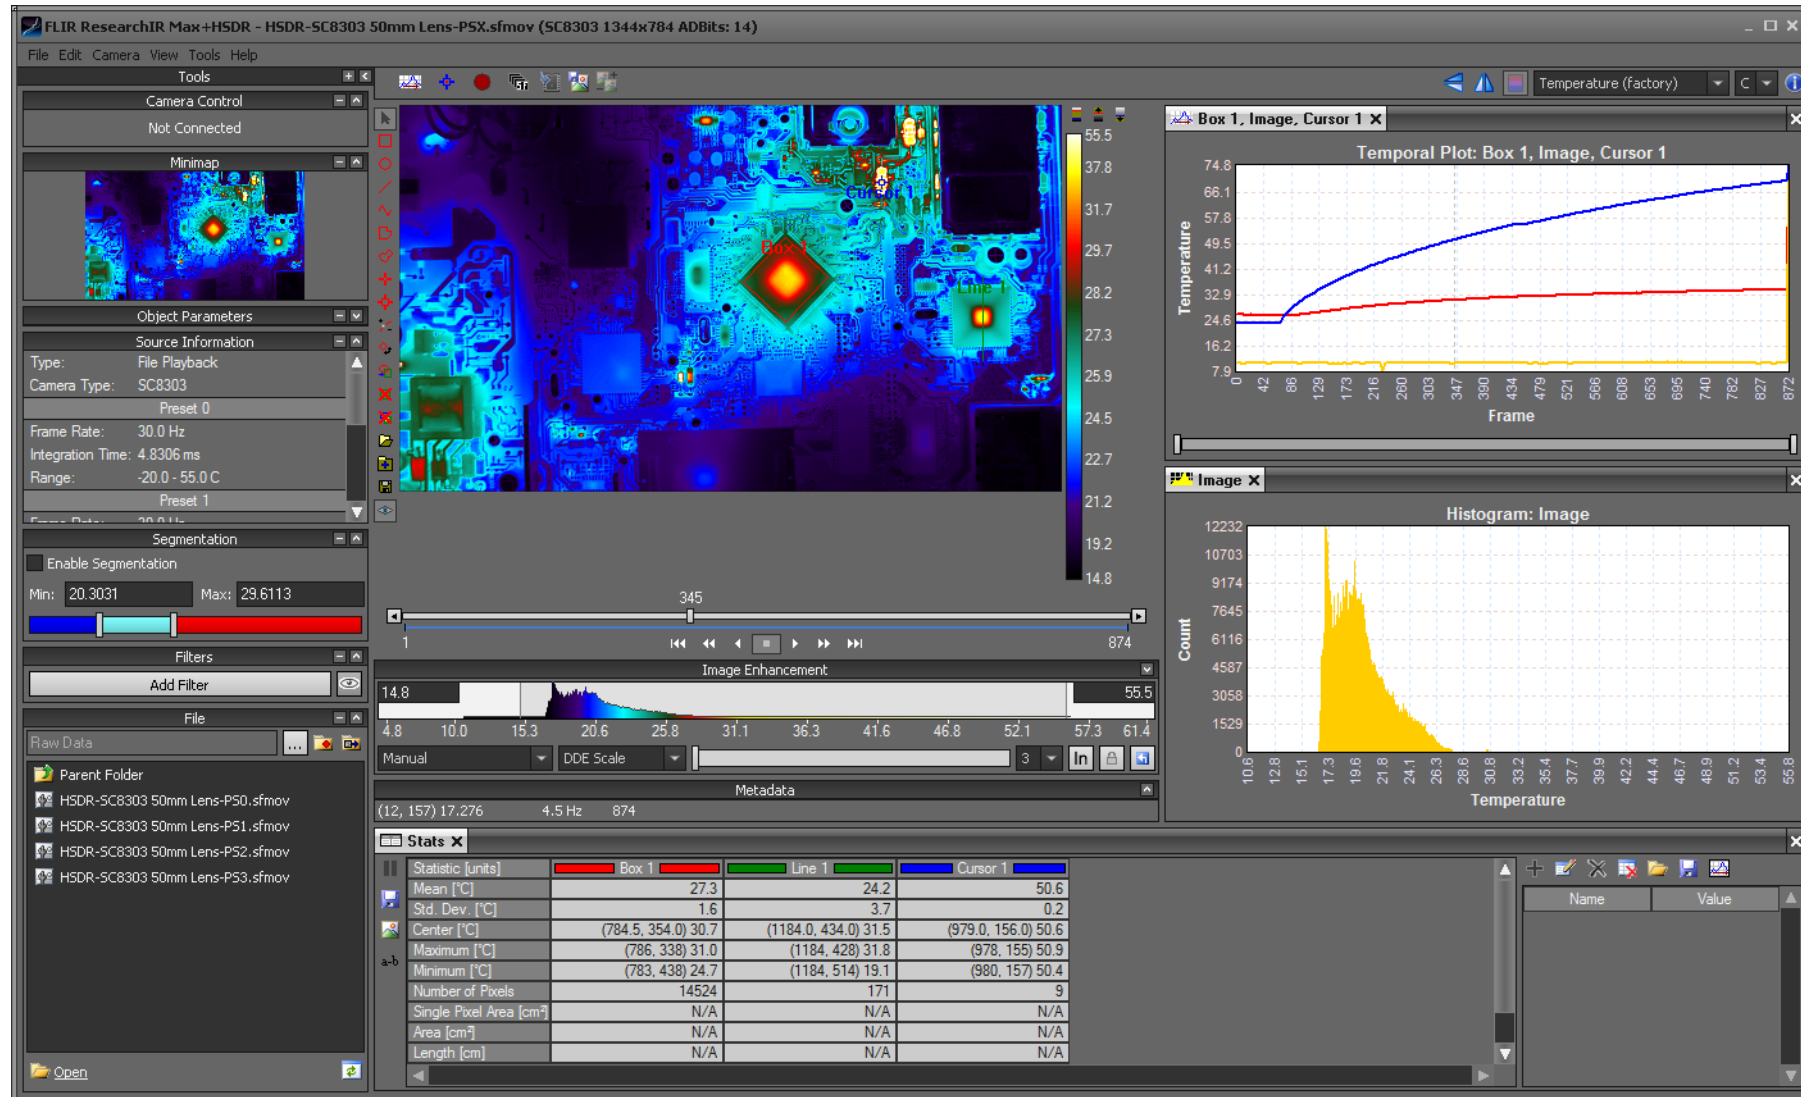 FLIR ResearchIR Max+HSDR - HSDR-SC8303 50mm Lens-PSX.sfmov (SC8303 1344x784 ADBits: 14)
File Edit Camera View Tools Help
Tools
Camera Control
Not Connected
Minimap
Object Parameters
Source Information
Type: File Playback
Camera Type: SC8303
Preset 0
Frame Rate: 30.0 Hz
Integration Time: 4.8306 ms
Range: -20.0 - 55.0 C
Preset 1
Segmentation
Enable Segmentation
Min: 20.3031 Max: 29.6113
Filters
Add Filter
File
Raw Data ...
Parent Folder
HSDR-SC8303 50mm Lens-PS0.sfmov
HSDR-SC8303 50mm Lens-PS1.sfmov
HSDR-SC8303 50mm Lens-PS2.sfmov
HSDR-SC8303 50mm Lens-PS3.sfmov
Open
Temperature (factory) C
Cursor 1
Box 1
Line 1
55.5
37.8
31.7
29.7
28.2
27.3
25.9
24.5
22.7
21.2
19.2
14.8
345
1 874
Image Enhancement
14.8 55.5
4.8 10.0 15.3 20.6 25.8 31.1 36.3 41.6 46.8 52.1 57.3 61.4
Manual DDE Scale 3 In
Metadata
(12, 157) 17.276 4.5 Hz 874
Box 1, Image, Cursor 1
Temporal Plot: Box 1, Image, Cursor 1
Temperature
74.8
66.1
57.8
49.5
41.2
32.9
24.6
16.2
7.9
0 42 86 129 173 216 260 303 347 390 434 479 521 566 608 653 695 740 782 827 872
Frame
Image
Histogram: Image
Count
12232
10703
9174
7645
6116
4587
3058
1529
0
10.6 12.8 15.1 17.3 19.6 21.8 24.1 26.3 28.6 30.8 33.2 35.4 37.7 39.9 42.2 44.4 46.7 48.9 51.2 53.4 55.8
Temperature
Stats
Statistic [units] Box 1 Line 1 Cursor 1
Mean [°C] 27.3 24.2 50.6
Std. Dev. [°C] 1.6 3.7 0.2
Center [°C] (784.5, 354.0) 30.7 (1184.0, 434.0) 31.5 (979.0, 156.0) 50.6
Maximum [°C] (786, 338) 31.0 (1184, 428) 31.8 (978, 155) 50.9
Minimum [°C] (783, 438) 24.7 (1184, 514) 19.1 (980, 157) 50.4
Number of Pixels 14524 171 9
Single Pixel Area [cm²] N/A N/A N/A
Area [cm²] N/A N/A N/A
Length [cm] N/A N/A N/A
a-b
Name Value